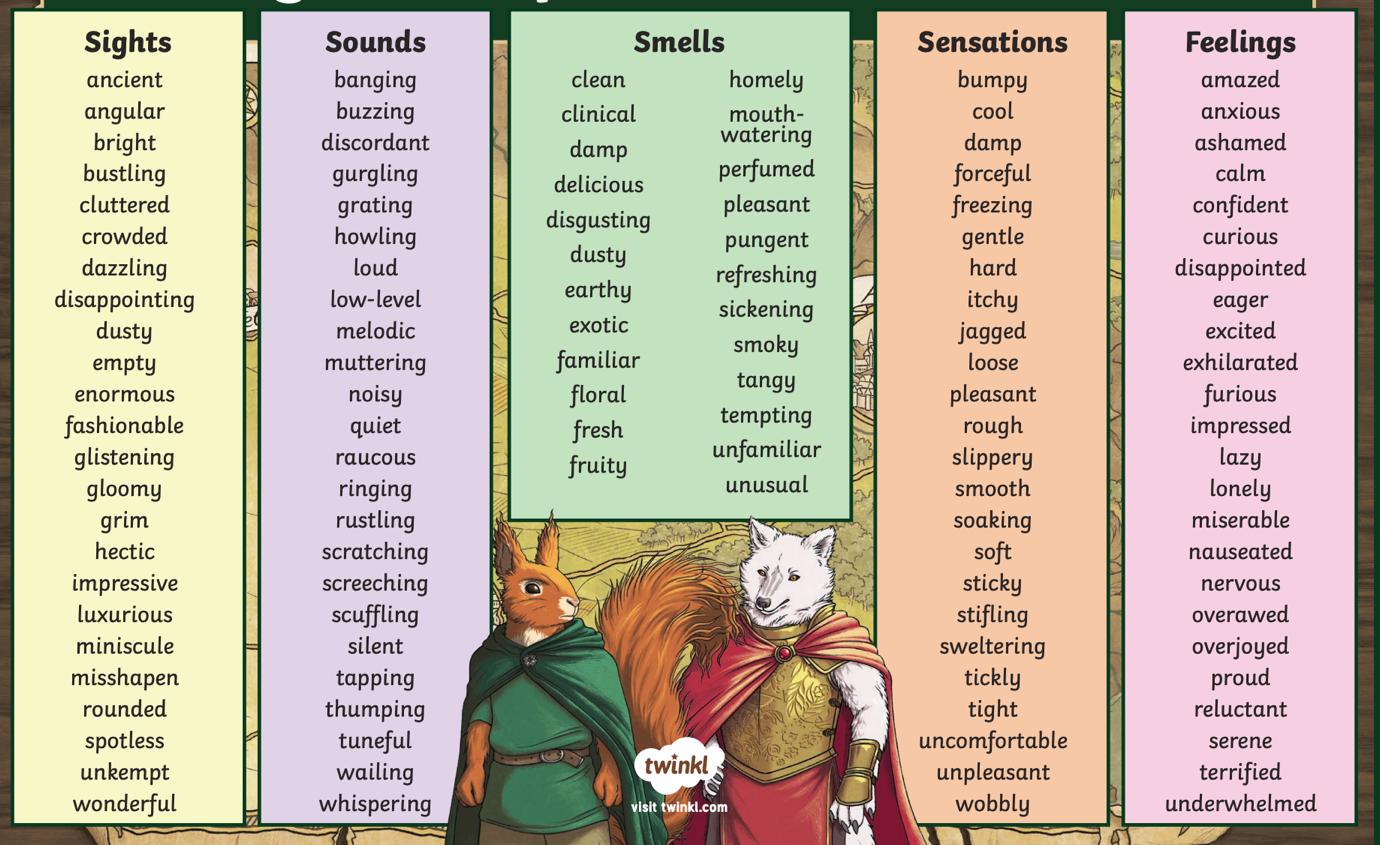 Sights
ancient
angular
bright
bustling
cluttered
crowded
dazzling
disappointing
dusty
empty
enormous
fashionable
glistening
gloomy
grim
hectic
impressive
luxurious
miniscule
misshapen
rounded
spotless
unkempt
wonderful
Sounds
banging
buzzing
discordant
gurgling
grating
howling
loud
low-level
melodic
muttering
noisy
quiet
raucous
ringing
rustling
scratching
screeching
scuffling
silent
tapping
thumping
tuneful
wailing
whispering
Smells
clean
clinical
damp
delicious
disgusting
dusty
earthy
exotic
familiar
floral
fresh
fruity
homely
mouth-
watering
perfumed
pleasant
pungent
refreshing
sickening
smoky
tangy
tempting
unfamiliar
unusual
Sensations
bumpy
cool
damp
forceful
freezing
gentle
hard
itchy
jagged
loose
pleasant
rough
slippery
smooth
soaking
soft
sticky
stifling
sweltering
tickly
tight
uncomfortable
unpleasant
wobbly
Feelings
amazed
anxious
ashamed
calm
confident
curious
disappointed
eager
excited
exhilarated
furious
impressed
lazy
lonely
miserable
nauseated
nervous
overawed
overjoyed
proud
reluctant
serene
terrified
underwhelmed
twinkl
visit twinkl.com